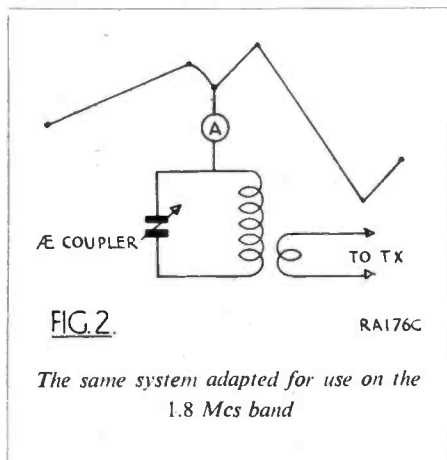 A
Æ COUPLER
TO TX
FIG.2.
RA176C
The same system adapted for use on the
1.8 Mcs band